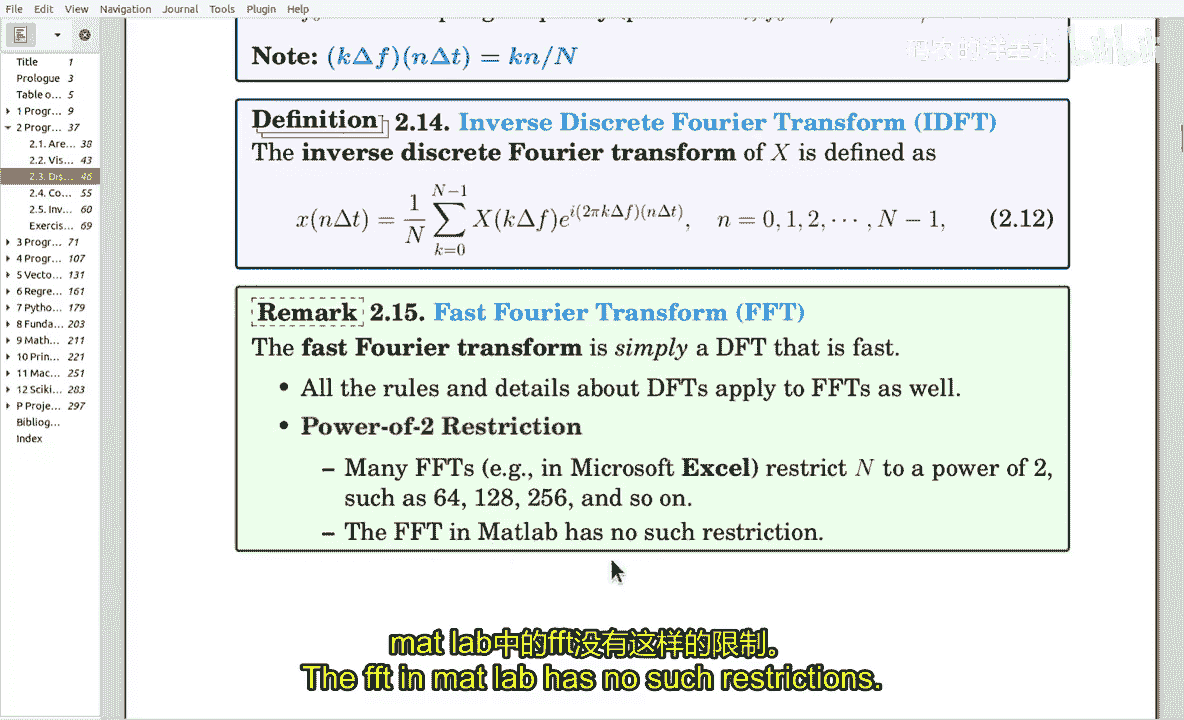 File Edit View Navigation Journal Tools Plugin Help
Title 1
Prologue 3
Table o... 5
1 Progr... 9
2 Progr... 37
2.1. Are... 38
2.2. Vis... 43
2.3. Dis... 46
2.4. Co... 55
2.5. Inv... 60
Exercis... 69
3 Progr... 71
4 Progr... 107
5 Vecto... 131
6 Regre... 161
7 Pytho... 179
8 Funda... 203
9 Math... 211
10 Prin... 221
11 Mac... 251
12 Sciki... 283
P Proje... 297
Bibliog...
Index
Note: (kΔf)(nΔt) = kn/N
Definition 2.14. Inverse Discrete Fourier Transform (IDFT)
The inverse discrete Fourier transform of X is defined as
x(nΔt) = 1/N ∑_{k=0}^{N−1} X(kΔf)e^{i(2πkΔf)(nΔt)}, n = 0, 1, 2, ⋯ , N − 1, (2.12)
Remark 2.15. Fast Fourier Transform (FFT)
The fast Fourier transform is simply a DFT that is fast.
• All the rules and details about DFTs apply to FFTs as well.
• Power-of-2 Restriction
– Many FFTs (e.g., in Microsoft Excel) restrict N to a power of 2,
such as 64, 128, 256, and so on.
– The FFT in Matlab has no such restriction.
mat lab中的fft没有这样的限制。
The fft in mat lab has no such restrictions.